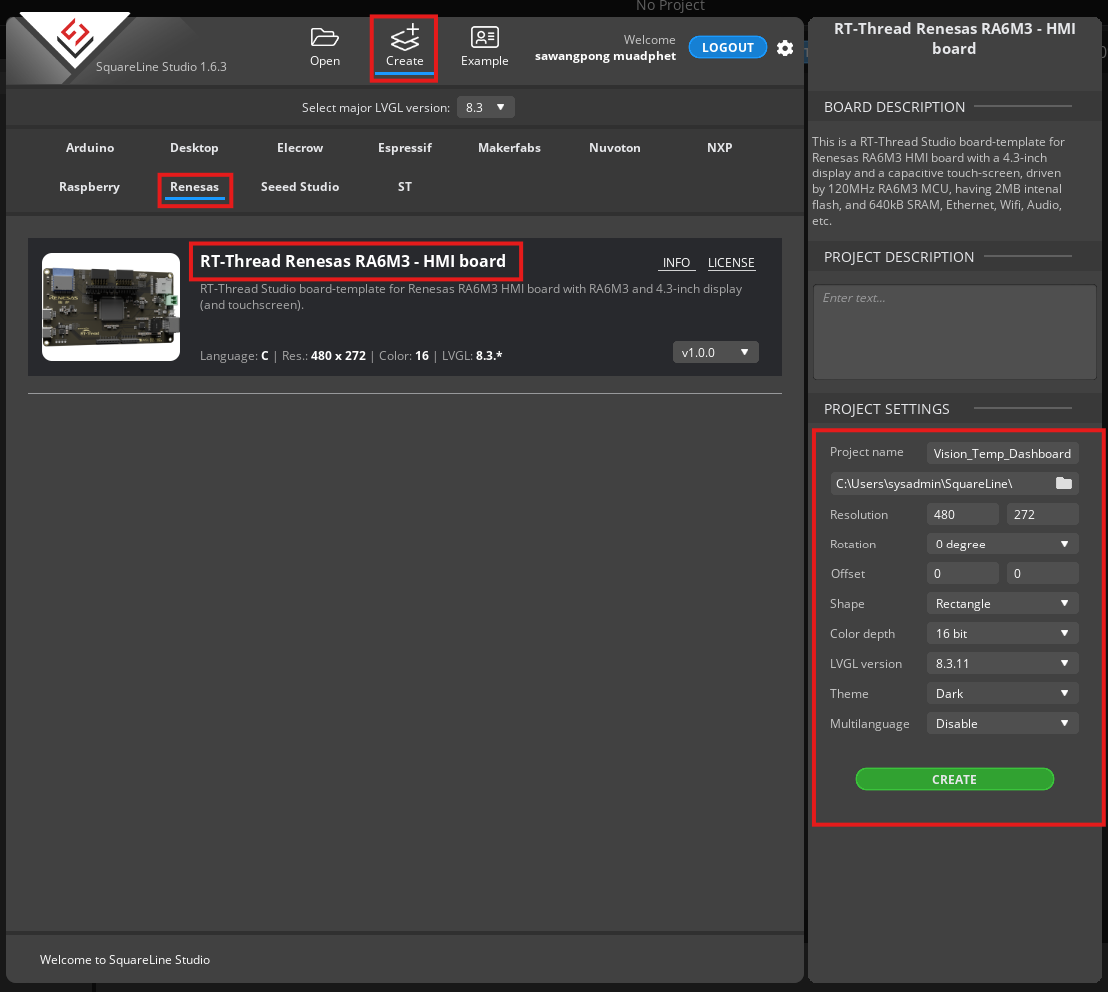 No Project
SquareLine Studio 1.6.3
Open
Create
Example
Welcome
sawangpong muadphet
LOGOUT
Select major LVGL version:
8.3
Arduino
Desktop
Elecrow
Espressif
Makerfabs
Nuvoton
NXP
Raspberry
Renesas
Seeed Studio
ST
RT-Thread Renesas RA6M3 - HMI board
INFO
LICENSE
RT-Thread Studio board-template for Renesas RA6M3 HMI board with RA6M3 and 4.3-inch display
(and touchscreen).
Language: C | Res.: 480 x 272 | Color: 16 | LVGL: 8.3.*
v1.0.0
Welcome to SquareLine Studio
RT-Thread Renesas RA6M3 - HMI
board
BOARD DESCRIPTION
This is a RT-Thread Studio board-template for
Renesas RA6M3 HMI board with a 4.3-inch
display and a capacitive touch-screen, driven
by 120MHz RA6M3 MCU, having 2MB intenal
flash, and 640kB SRAM, Ethernet, Wifi, Audio,
etc.
PROJECT DESCRIPTION
Enter text...
PROJECT SETTINGS
Project name
Vision_Temp_Dashboard
C:\Users\sysadmin\SquareLine\
Resolution
480
272
Rotation
0 degree
Offset
0
0
Shape
Rectangle
Color depth
16 bit
LVGL version
8.3.11
Theme
Dark
Multilanguage
Disable
CREATE